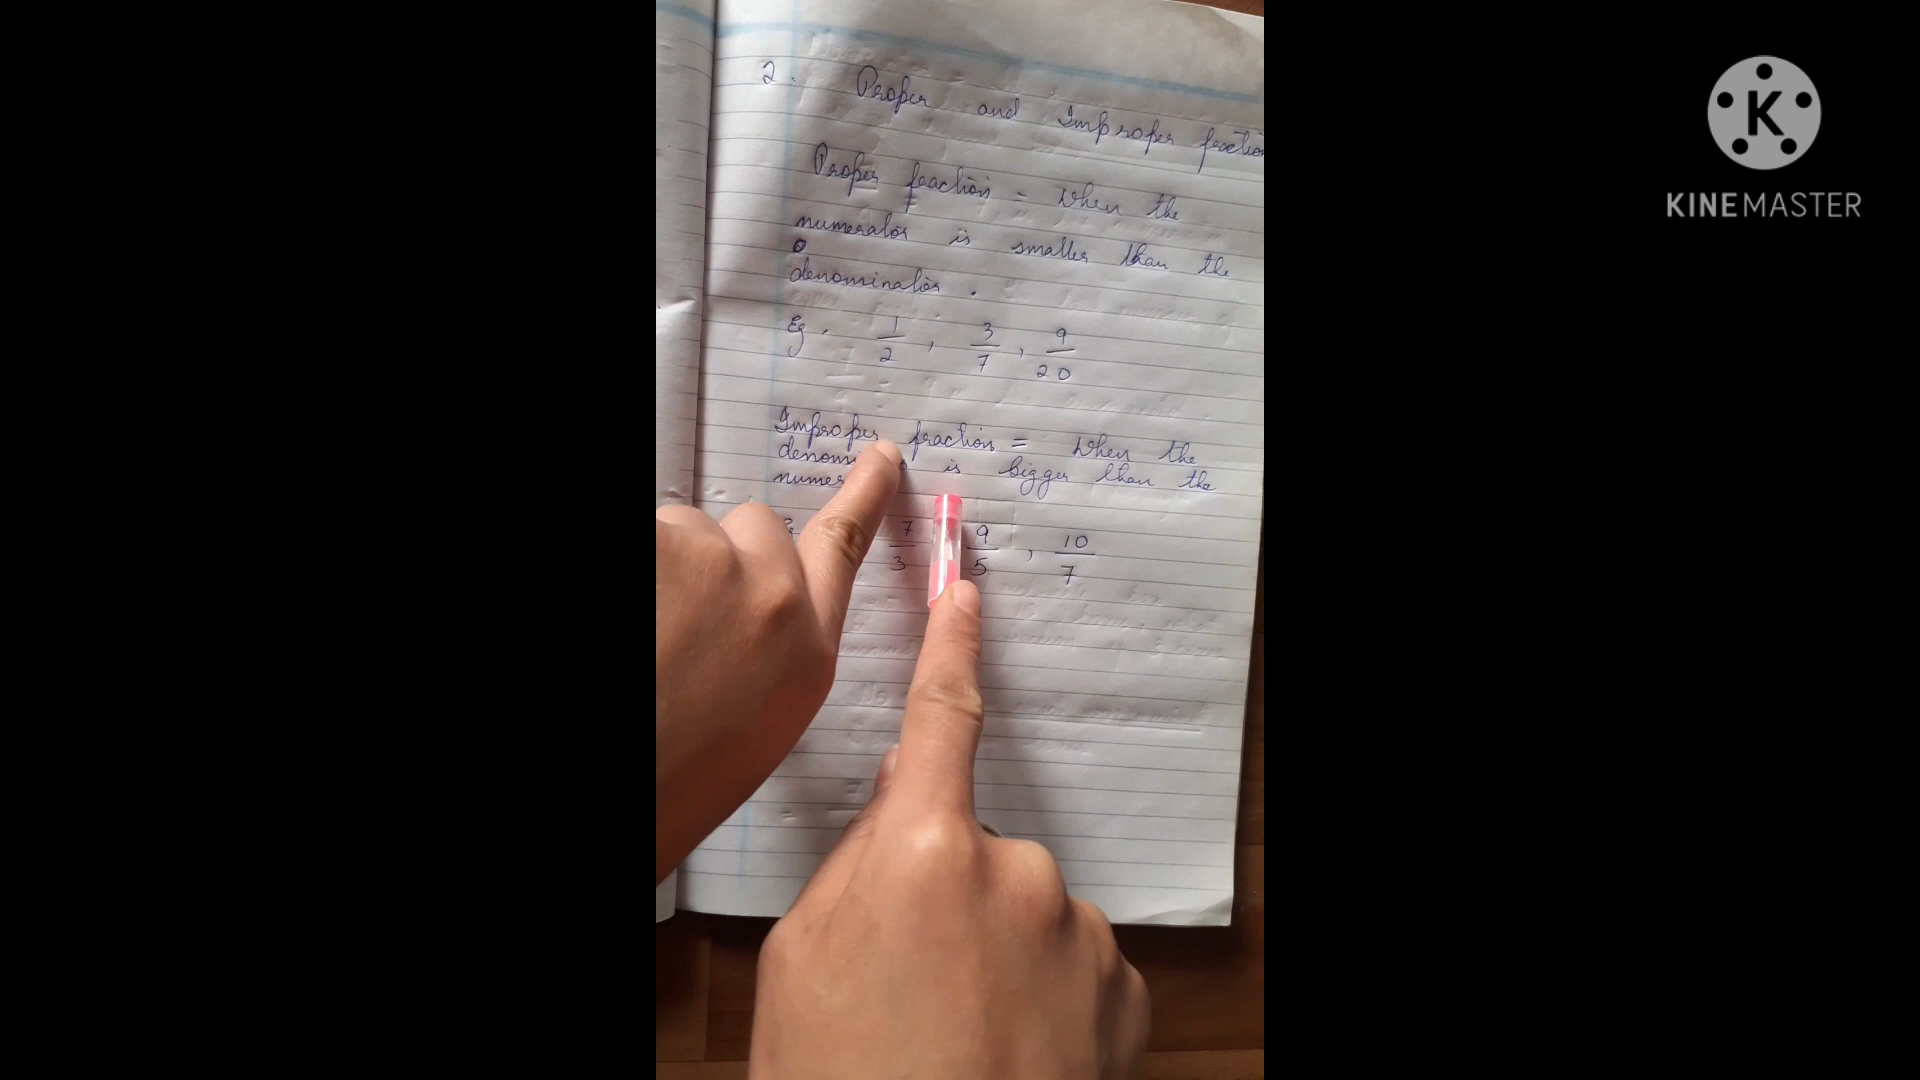 2. Proper and Improper fraction
Proper fraction = When the
numerator is smaller than the
denominator.
Eg. 1/2, 3/7, 9/20
Improper fraction = When the
is bigger than the
7/3 9/5, 10/7
K
KINEMASTER